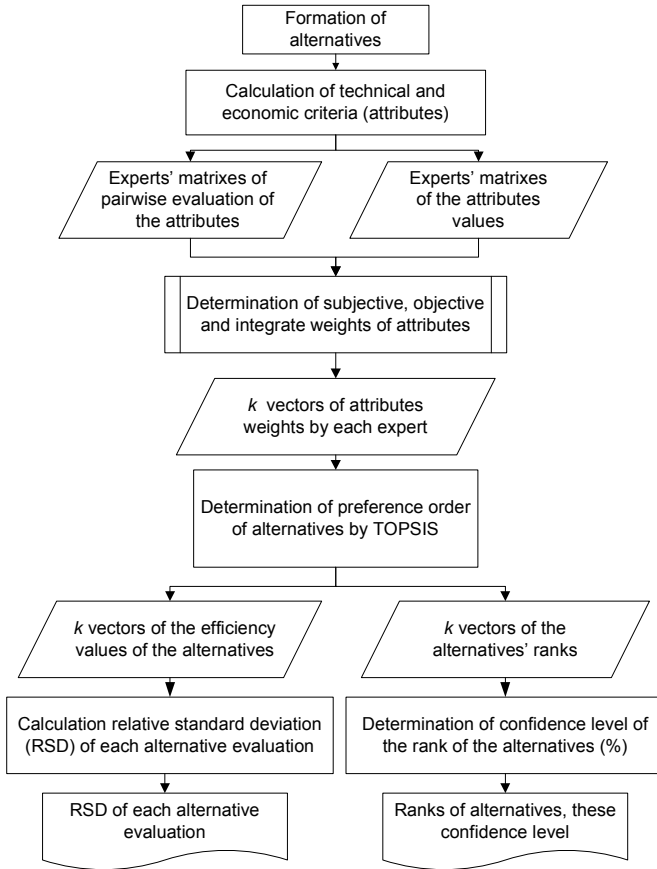 Formation of
alternatives
Calculation of technical and
economic criteria (attributes)
Experts’ matrixes of
pairwise evaluation of
the attributes
Experts’ matrixes
of the attributes
values
Determination of subjective, objective
and integrate weights of attributes
k vectors of attributes
weights by each expert
Determination of preference order
of alternatives by TOPSIS
k vectors of the efficiency
values of the alternatives
k vectors of the
alternatives’ ranks
Calculation relative standard deviation
(RSD) of each alternative evaluation
Determination of confidence level of
the rank of the alternatives (%)
RSD of each alternative
evaluation
Ranks of alternatives, these
confidence level